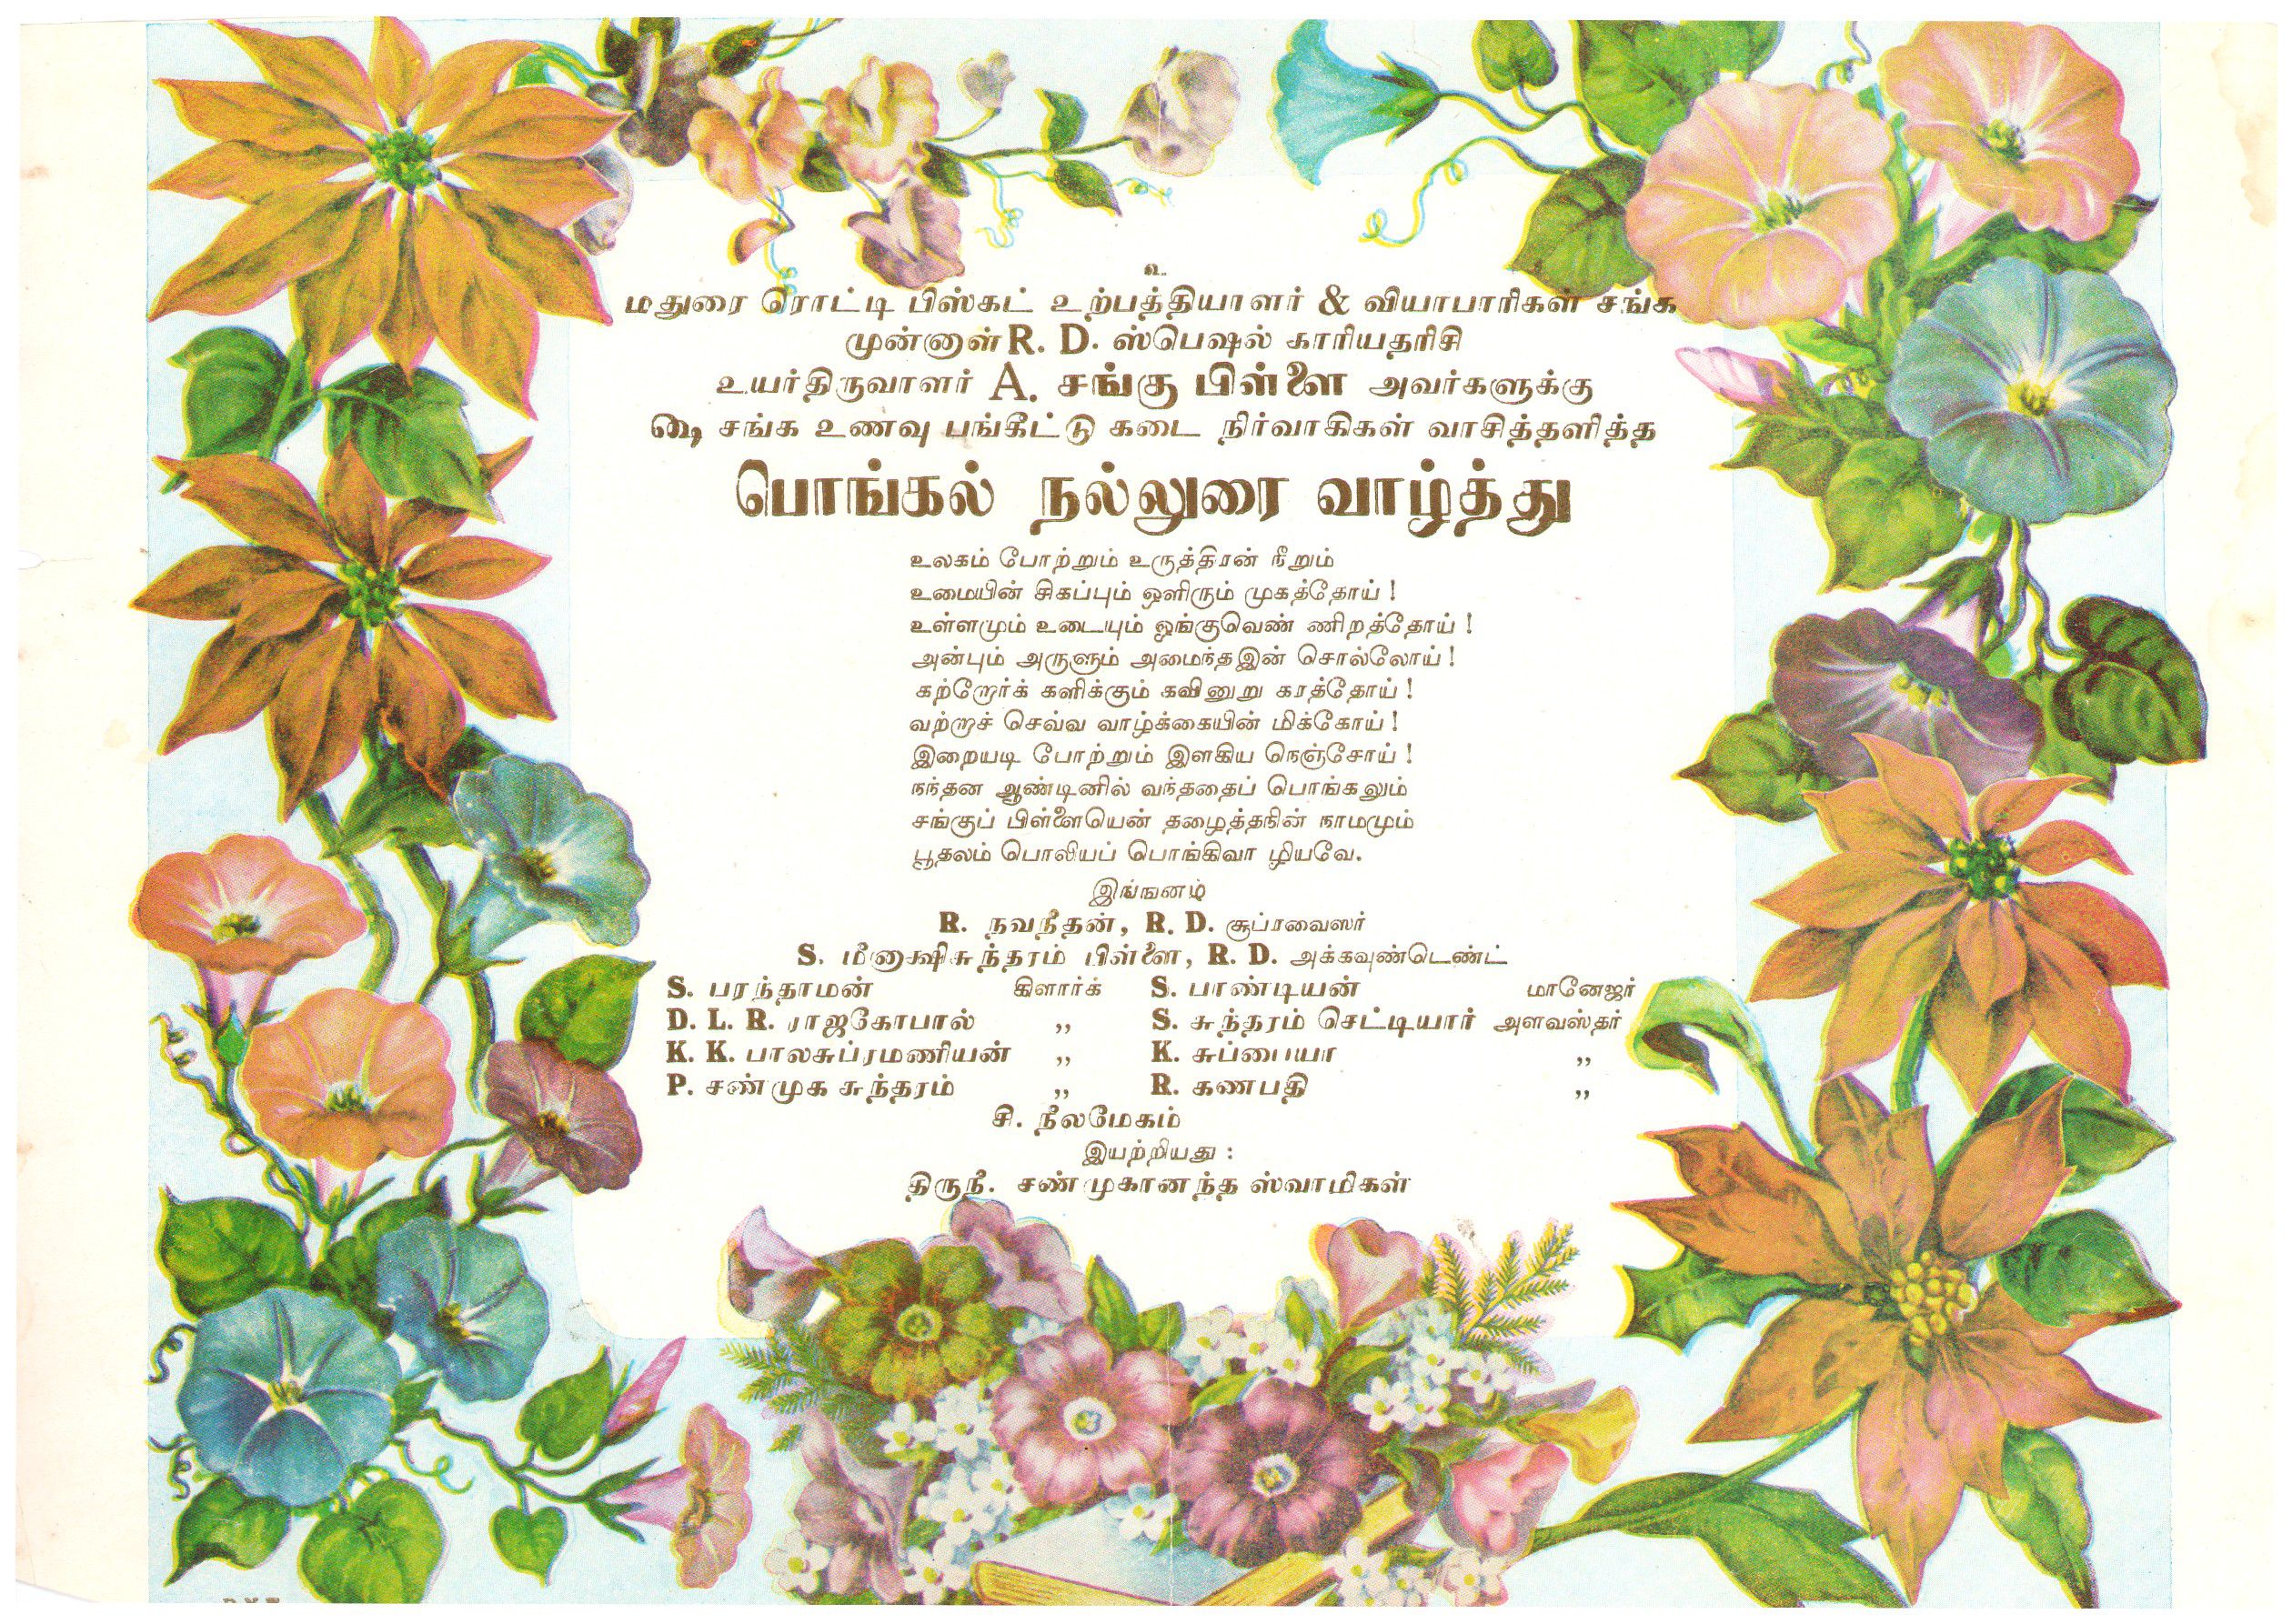 உ
மதுரை ரொட்டி பிஸ்கட் உற்பத்தியாளர் & வியாபாரிகள் சங்க
முன்னாள் R. D. ஸ்பெஷல் காரியதரிசி
உயர்திருவாளர் A. சங்கு பிள்ளை அவர்களுக்கு
௸ சங்க உணவு பங்கீட்டு கடை நிர்வாகிகள் வாசித்தளித்த
பொங்கல் நல்லுரை வாழ்த்து
உலகம் போற்றும் உருத்திரன் நீறும்
உமையின் சிகப்பும் ஒளிரும் முகத்தோய் !
உள்ளமும் உடையும் ஓங்குவெண் ணிறத்தோய் !
அன்பும் அருளும் அமைந்தஇன் சொல்லோய் !
கற்றோர்க் களிக்கும் கவினுறு கரத்தோய் !
வற்றாச் செவ்வ வாழ்க்கையின் மிக்கோய் !
இறையடி போற்றும் இளகிய நெஞ்சோய் !
நந்தன ஆண்டினில் வந்ததைப் பொங்கலும்
சங்குப் பிள்ளையென் தழைத்தநின் நாமமும்
பூதலம் பொலியப் பொங்கிவா ழியவே.
இங்ஙனம்
R. நவநீதன், R. D. சூப்ரவைஸர்
S. மீனாக்ஷிசுந்தரம் பிள்ளை, R. D. அக்கவுண்டெண்ட்
S. பரந்தாமன் கிளார்க் S. பாண்டியன் மானேஜர்
D. L. R. ராஜகோபால் ,, S. சுந்தரம் செட்டியார் அளவஸ்தர்
K. K. பாலசுப்ரமணியன் ,, K. சுப்பையா ,,
P. சண்முக சுந்தரம் ,, R. கணபதி ,,
சி. நீலமேகம்
இயற்றியது :
திருநீ. சண்முகானந்த ஸ்வாமிகள்